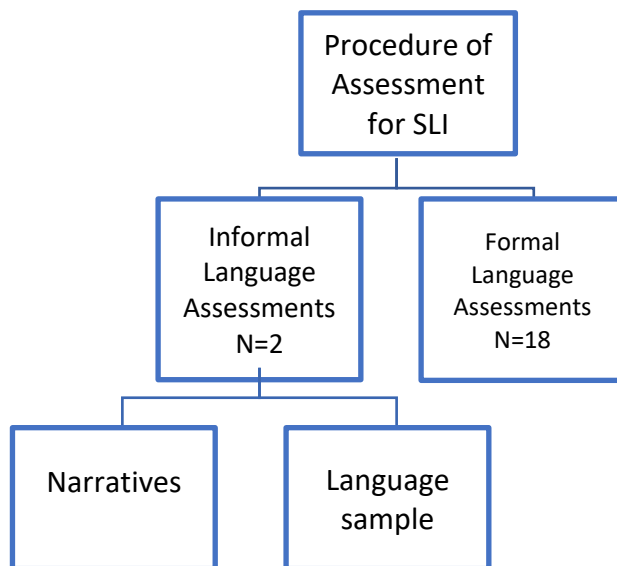 Procedure of
Assessment
for SLI
Informal
Language
Assessments
N=2
Formal
Language
Assessments
N=18
Narratives
Language
sample